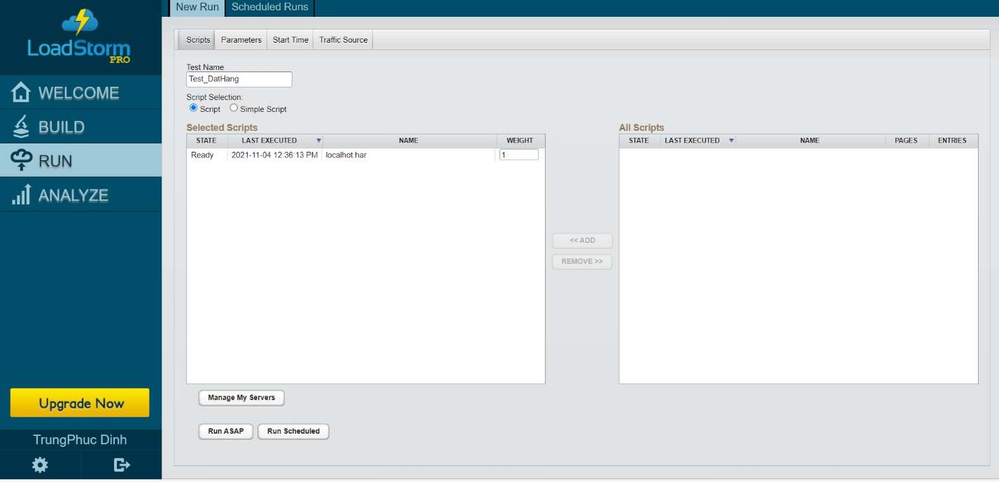 New Run Scheduled Runs
LoadStorm
PRO
WELCOME
BUILD
RUN
ANALYZE
Upgrade Now
TrungPhuc Dinh
Scripts Parameters Start Time Traffic Source
Test Name
Test_DatHang
Script Selection:
Script Simple Script
Selected Scripts
STATE LAST EXECUTED NAME WEIGHT
Ready 2021-11-04 12:36:13 PM localhot.har 1
<< ADD
REMOVE >>
All Scripts
STATE LAST EXECUTED NAME PAGES ENTRIES
Manage My Servers
Run ASAP Run Scheduled